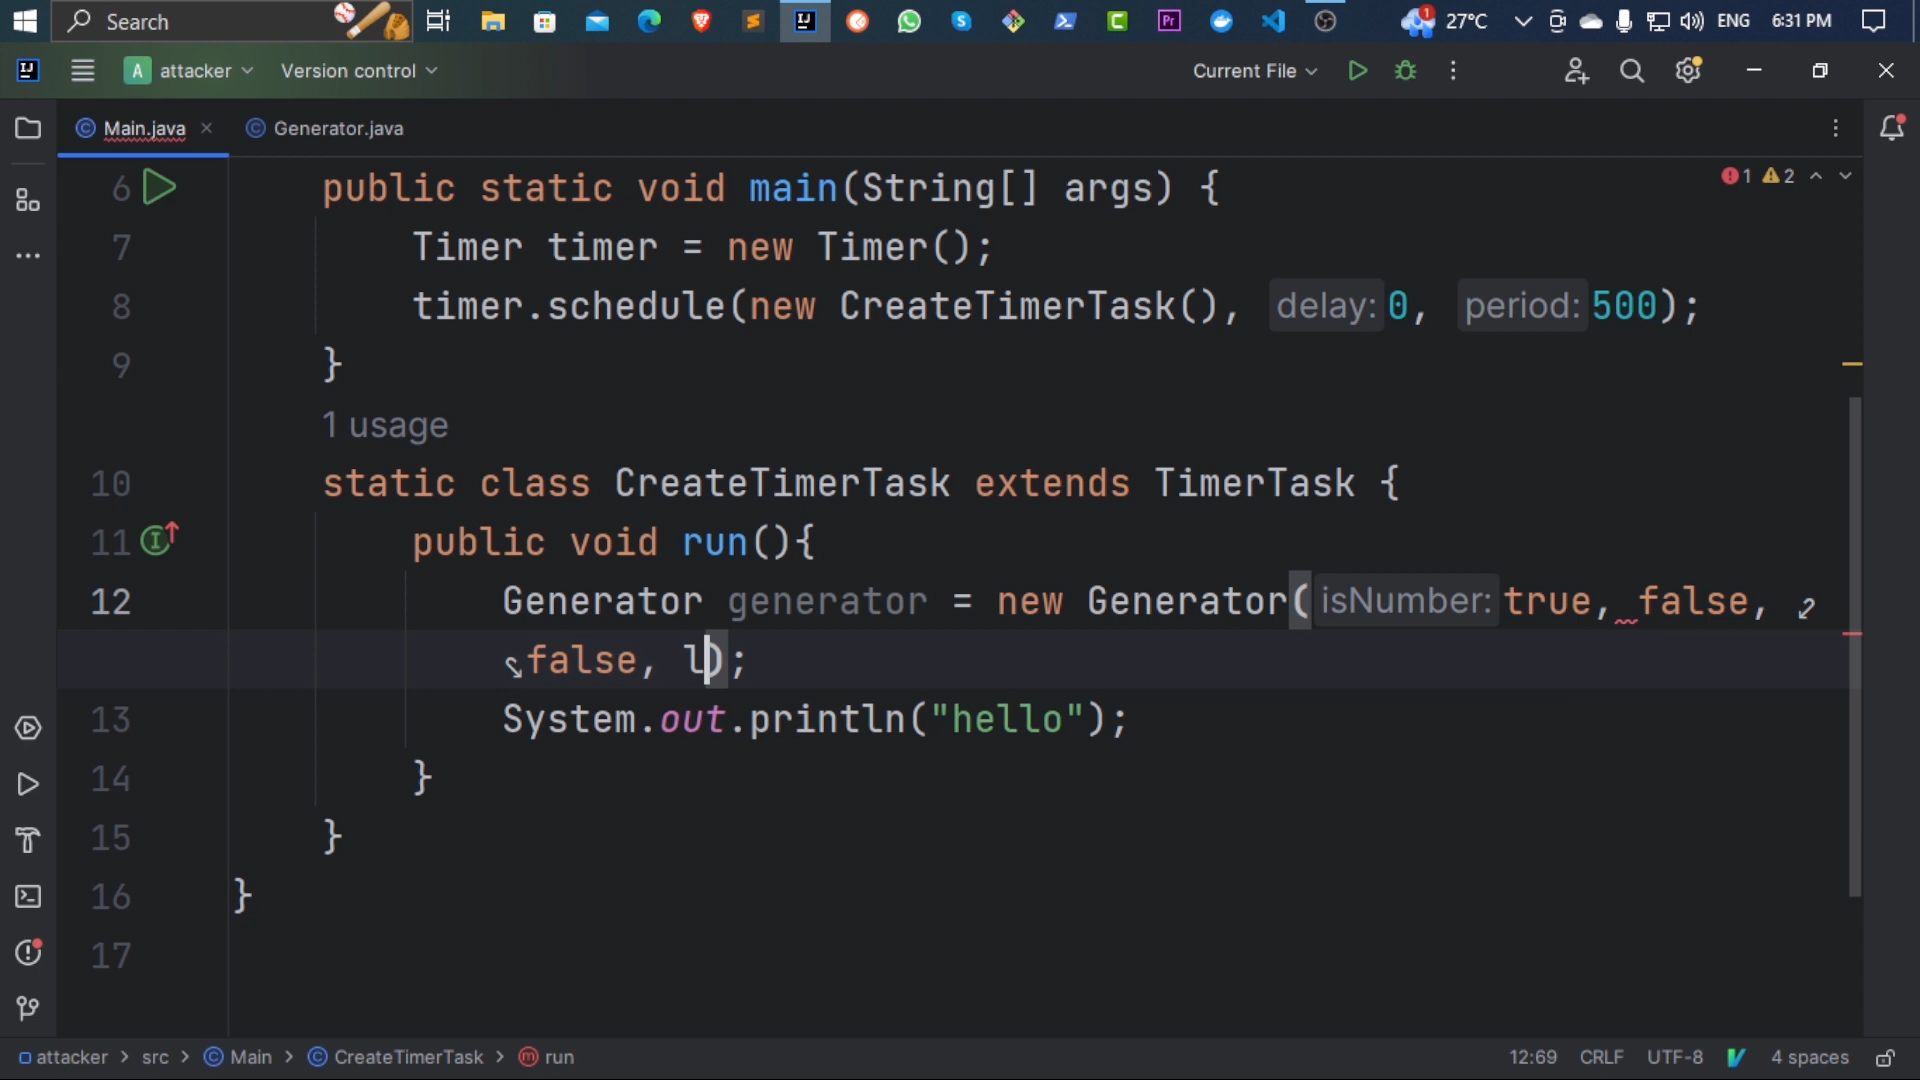 Search
27°C
ENG
6:31 PM
A attacker
Version control
Current File
Main.java
Generator.java
6 public static void main(String[] args) {
1 2
7 Timer timer = new Timer();
8 timer.schedule(new CreateTimerTask(), delay: 0, period: 500);
9 }
1 usage
10 static class CreateTimerTask extends TimerTask {
11 public void run(){
12 Generator generator = new Generator( isNumber: true, false,
false, l);
13 System.out.println("hello");
14 }
15 }
16 }
17
attacker > src > Main > CreateTimerTask > run
12:69 CRLF UTF-8 4 spaces